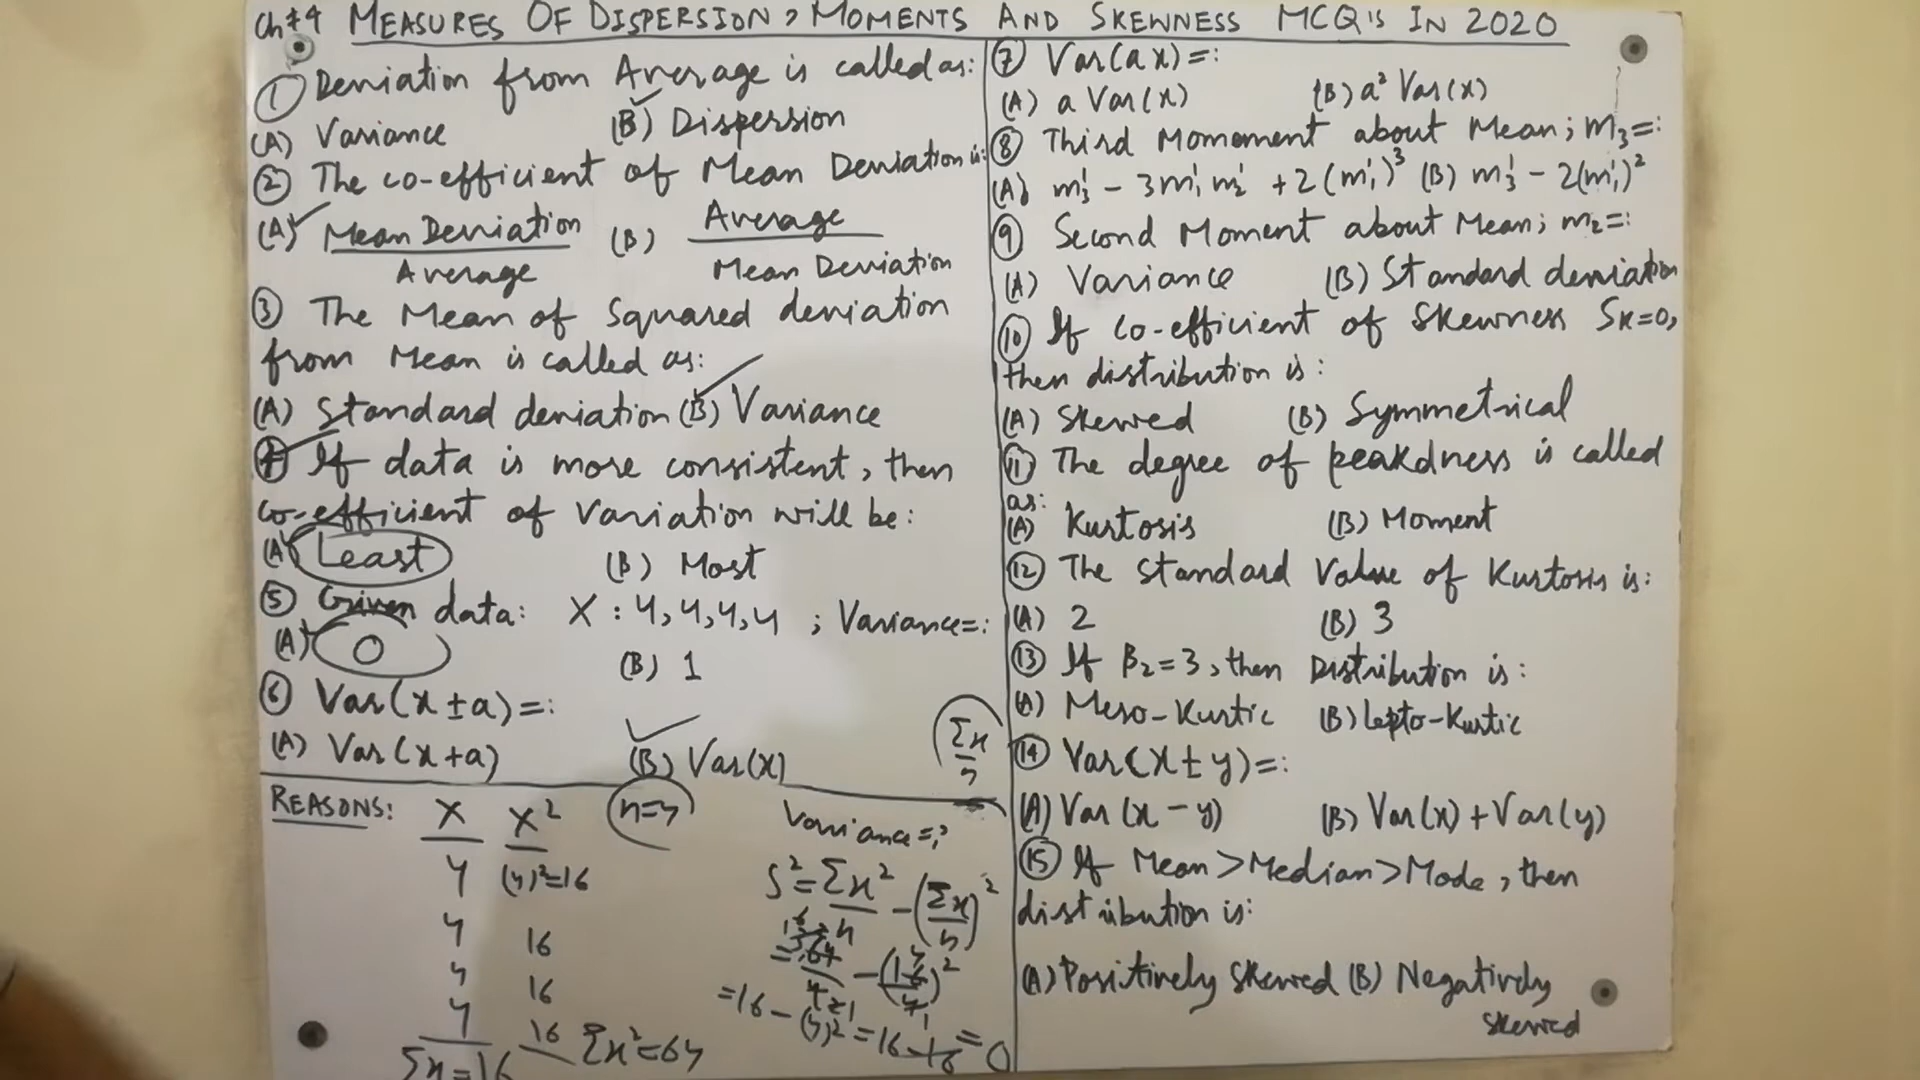 Ch#4 MEASURES OF DISPERSION, MOMENTS AND SKEWNESS MCQ'S IN 2020
① Deviation from Average is called as:
(A) Variance (B) Dispersion
② The co-efficient of Mean Deviation is:
(A) Mean Deviation / Average (B) Average / Mean Deviation
③ The Mean of Squared deviation
from Mean is called as:
(A) Standard deviation (B) Variance
④ If data is more consistent, then
co-efficient of variation will be:
(A) Least (B) Most
⑤ Given data: X : 4, 4, 4, 4 ; Variance=:
(A) 0 (B) 1
⑥ Var(x ± a) =:
(A) Var(x+a) (B) Var(x)
Σx/n
REASONS: X X² n=4 Variance=?
4 (4)²=16
4 16
4 16
4 16
Σx=16 Σx²=64
S² = Σx²/n − (Σx/n)²
= 64/4 − (16/4)²
=16 − (4)² = 16 − 16 = 0
⑦ Var(ax) =:
(A) a Var(x) (B) a² Var(x)
⑧ Third Momoment about Mean; m₃=:
(A) m'₃ − 3m'₁ m'₂ + 2(m'₁)³ (B) m'₃ − 2(m'₁)²
⑨ Second Moment about Mean; m₂=:
(A) Variance (B) Standard deviation
⑩ If co-efficient of Skewness Sk=0,
then distribution is:
(A) Skewed (B) Symmetrical
⑪ The degree of peakdness is called
as:
(A) Kurtosis (B) Moment
⑫ The standard Value of Kurtosis is:
(A) 2 (B) 3
⑬ If β₂=3, then Distribution is:
(A) Meso-Kurtic (B) Lepto-Kurtic
⑭ Var(x ± y)=:
(A) Var(x − y) (B) Var(x) + Var(y)
⑮ If Mean>Median>Mode, then
distribution is:
(A) Positively Skewed (B) Negatively
Skewed